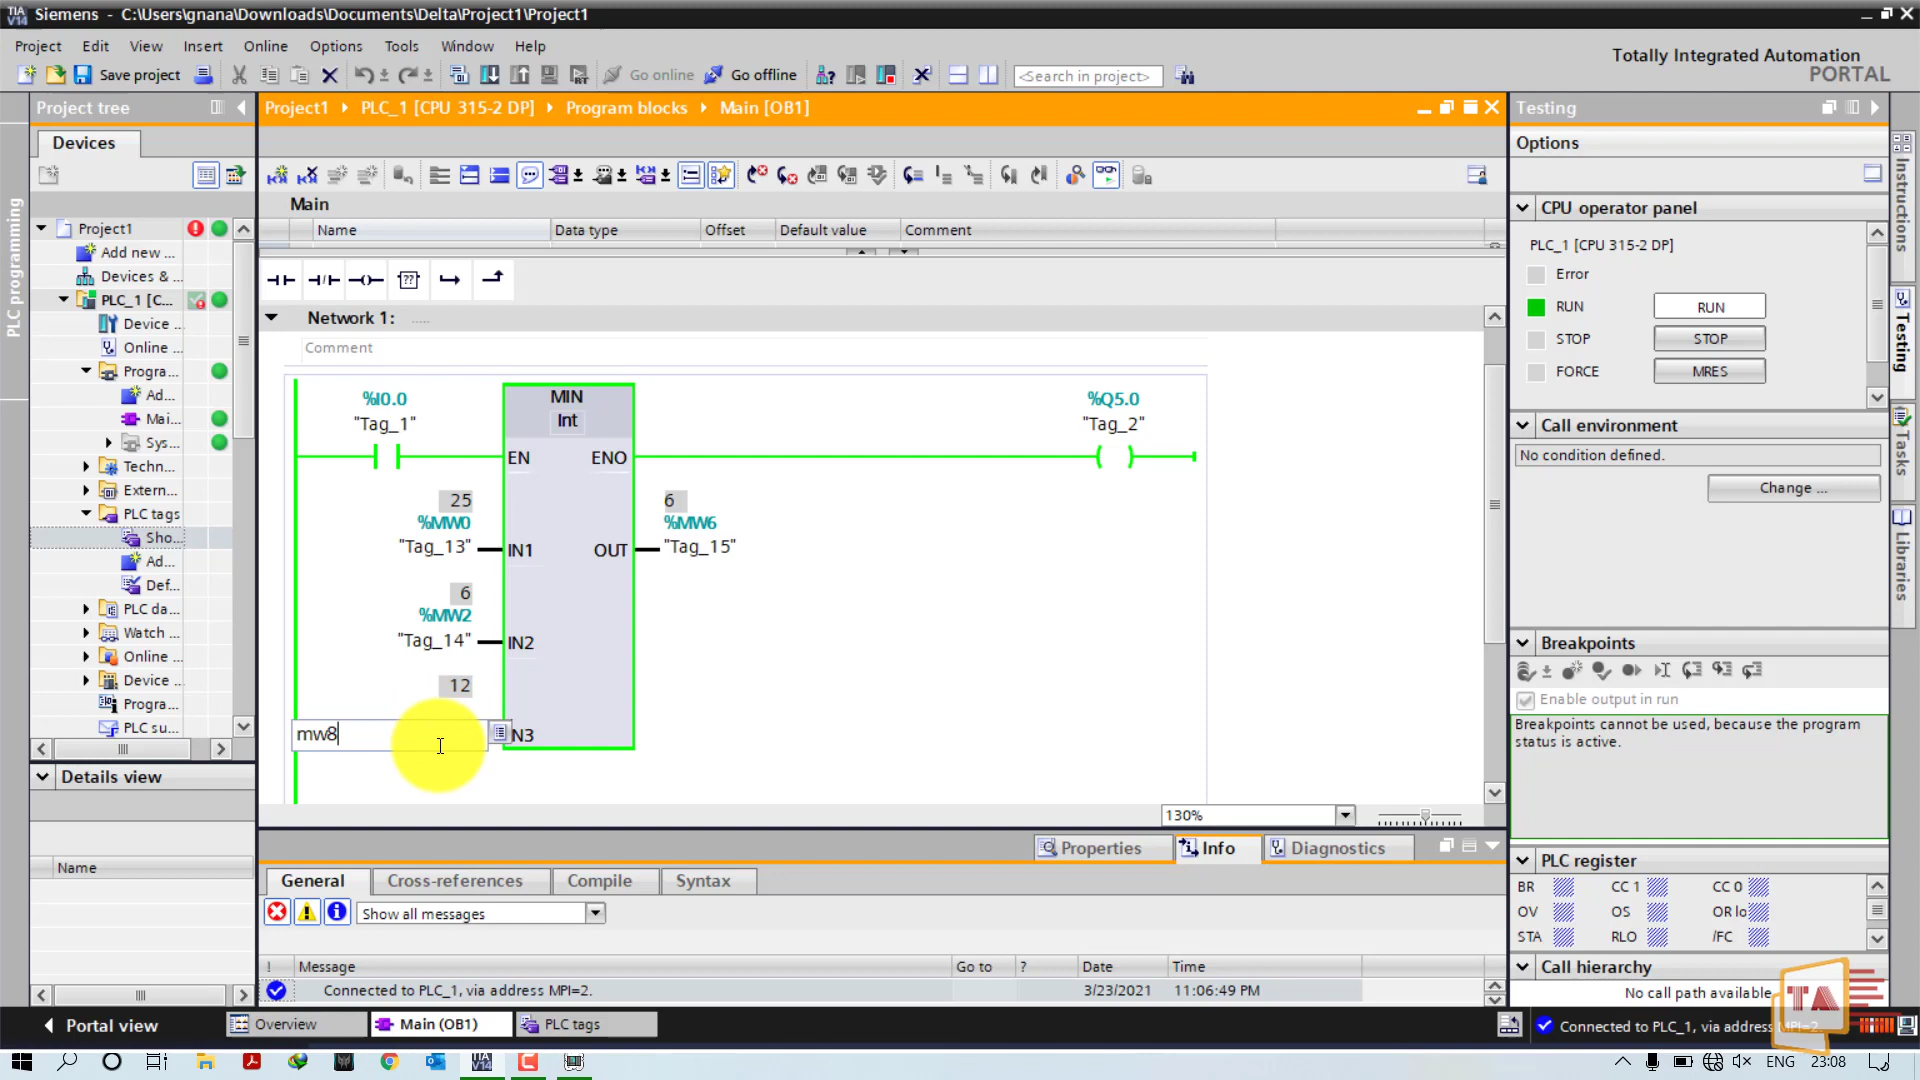 Siemens - C:\Users\gnana\Downloads\Documents\Delta\Project1\Project1
TIA V14
Project Edit View Insert Online Options Tools Window Help
Totally Integrated Automation
PORTAL
Save project Go online Go offline <Search in project>
Project tree
Project1 PLC_1 [CPU 315-2 DP] Program blocks Main [OB1]
Testing
Devices
Options
PLC programming
Main
Name Data type Offset Default value Comment
Project1
Add new ...
Devices & ...
PLC_1 [C...
Device ...
Online ...
Progra...
Ad...
Mai...
Sys...
Techn...
Extern...
PLC tags
Sho...
Ad...
Def...
PLC da...
Watch ...
Online ...
Device ...
Progra...
PLC su...
Details view
Name
Network 1: .....
Comment
%I0.0
"Tag_1"
MIN
Int
%Q5.0
"Tag_2"
EN ENO
25
%MW0
"Tag_13" IN1
6
%MW6
OUT "Tag_15"
6
%MW2
"Tag_14" IN2
12
mw8 N3
130%
CPU operator panel
PLC_1 [CPU 315-2 DP]
Error
RUN RUN
STOP STOP
FORCE MRES
Call environment
No condition defined.
Change ...
Breakpoints
Enable output in run
Breakpoints cannot be used, because the program
status is active.
PLC register
BR CC 1 CC 0
OV OS OR lo
STA RLO /FC
Call hierarchy
No call path available
Instructions
Testing
Tasks
Libraries
Properties Info Diagnostics
General Cross-references Compile Syntax
Show all messages
! Message Go to ? Date Time
Connected to PLC_1, via address MPI=2. 3/23/2021 11:06:49 PM
Portal view Overview Main (OB1) PLC tags
Connected to PLC_1, via address MPI=2.
TA
ENG 23:08